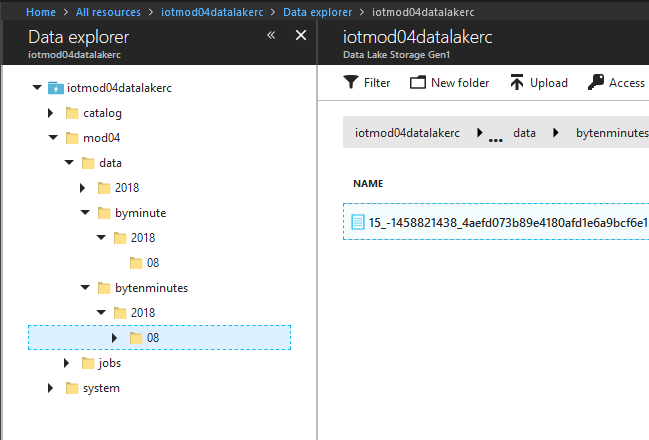 Home > All resources > iotmod04datalakerc > Data explorer > iotmod04datalakerc
Data explorer
iotmod04datalakerc
iotmod04datalakerc
catalog
mod04
data
2018
byminute
2018
08
bytenminutes
2018
08
jobs
system
iotmod04datalakerc
Data Lake Storage Gen1
Filter New folder Upload Access
iotmod04datalakerc ... data bytenminutes
NAME
15_-1458821438_4aefd073b89e4180afd1e6a9bcf6e1